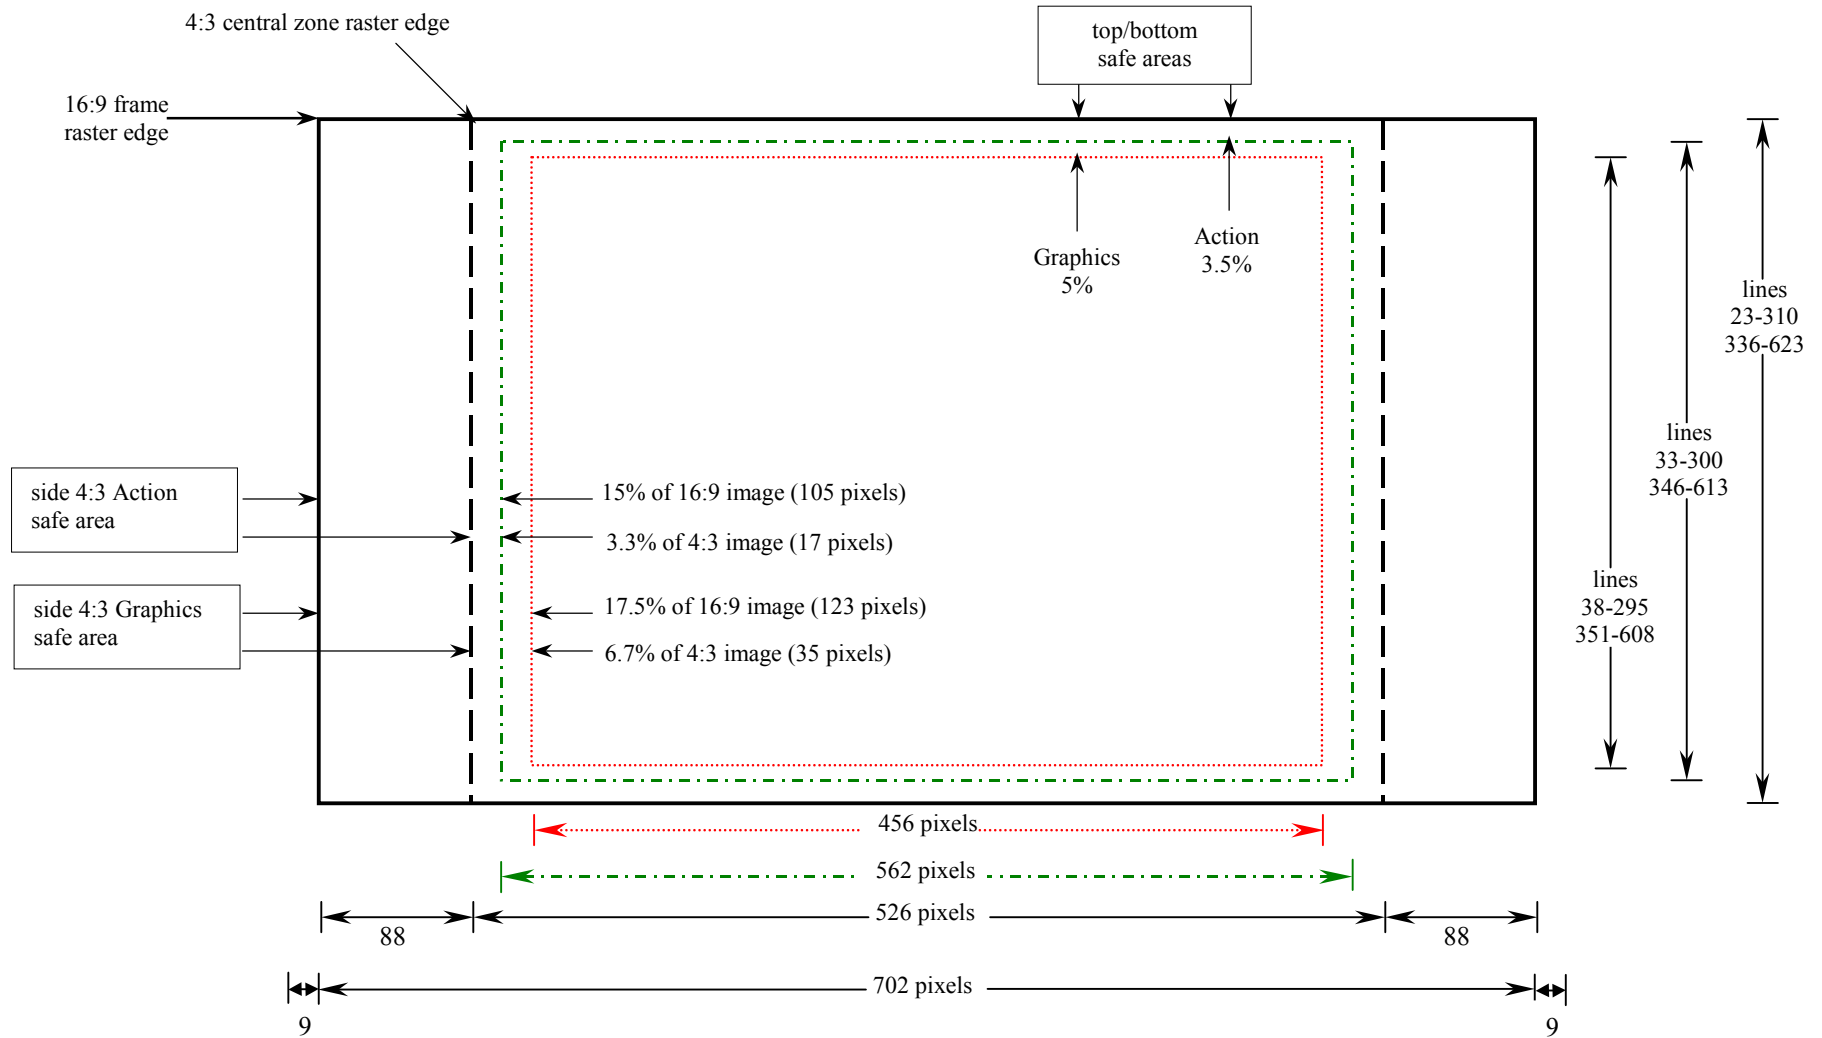 4:3 central zone raster edge
top/bottom
safe areas
16:9 frame
raster edge
Graphics
5%
Action
3.5%
lines
23-310
336-623
lines
33-300
346-613
lines
38-295
351-608
side 4:3 Action
safe area
15% of 16:9 image (105 pixels)
3.3% of 4:3 image (17 pixels)
side 4:3 Graphics
safe area
17.5% of 16:9 image (123 pixels)
6.7% of 4:3 image (35 pixels)
456 pixels
562 pixels
526 pixels
88
88
702 pixels
9
9